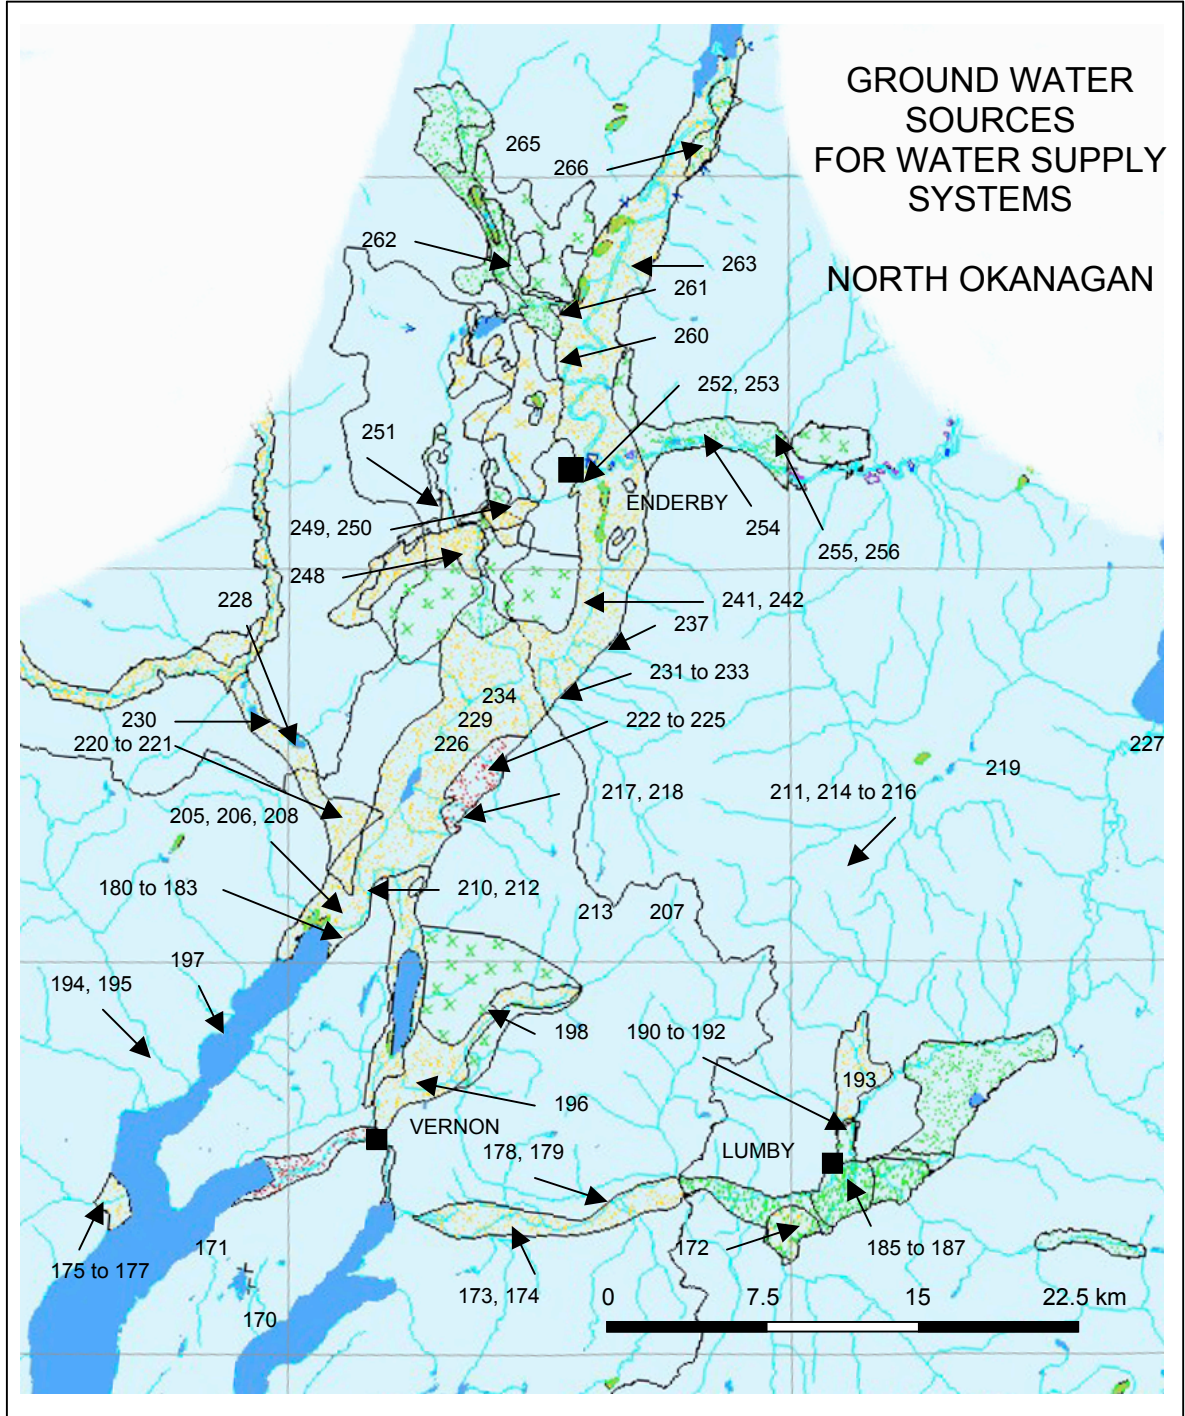 GROUND WATER
SOURCES
FOR WATER SUPPLY
SYSTEMS
NORTH OKANAGAN
265
266
262
263
261
260
252, 253
251
ENDERBY
254
249, 250
255, 256
248
228
241, 242
237
231 to 233
234
230
229
222 to 225
220 to 221
226
227
219
205, 206, 208
217, 218
211, 214 to 216
180 to 183
210, 212
213
207
197
194, 195
198
190 to 192
193
196
VERNON
178, 179
LUMBY
171
172
185 to 187
175 to 177
173, 174
0
7.5
15
22.5 km
170